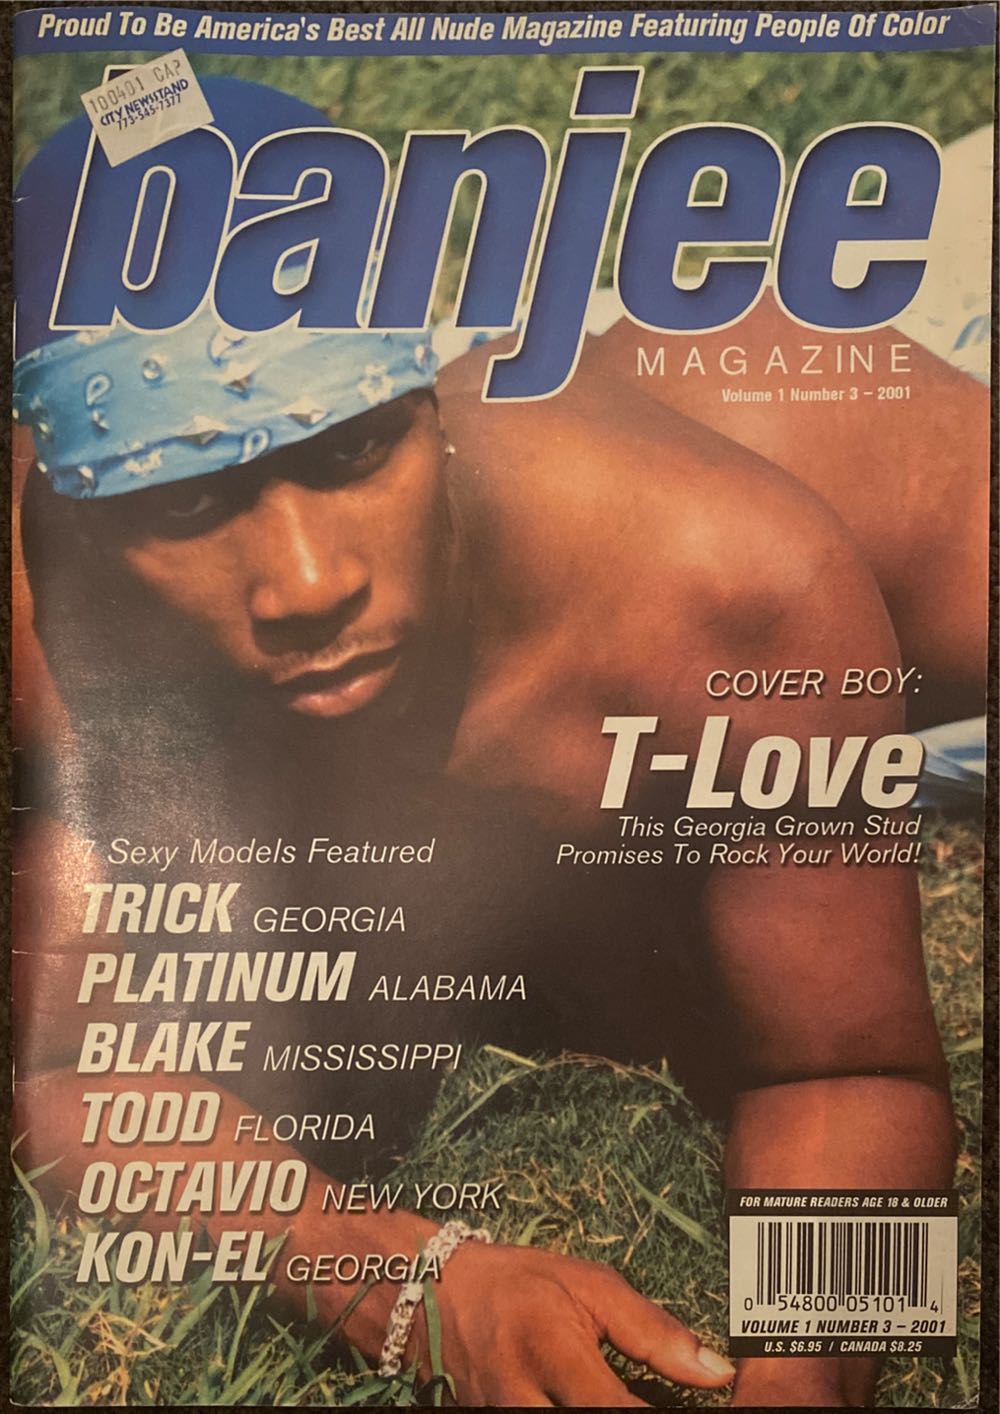 Proud To Be America's Best All Nude Magazine Featuring People Of Color
100401 CAP
CITY NEWSSTAND
773-545-7377
banjee
MAGAZINE
Volume 1 Number 3 – 2001
COVER BOY:
T-Love
This Georgia Grown Stud
Promises To Rock Your World!
7 Sexy Models Featured
TRICK GEORGIA
PLATINUM ALABAMA
BLAKE MISSISSIPPI
TODD FLORIDA
OCTAVIO NEW YORK
KON-EL GEORGIA
FOR MATURE READERS AGE 18 & OLDER
0 54800 05101 4
VOLUME 1 NUMBER 3 – 2001
U.S. $6.95 / CANADA $8.25